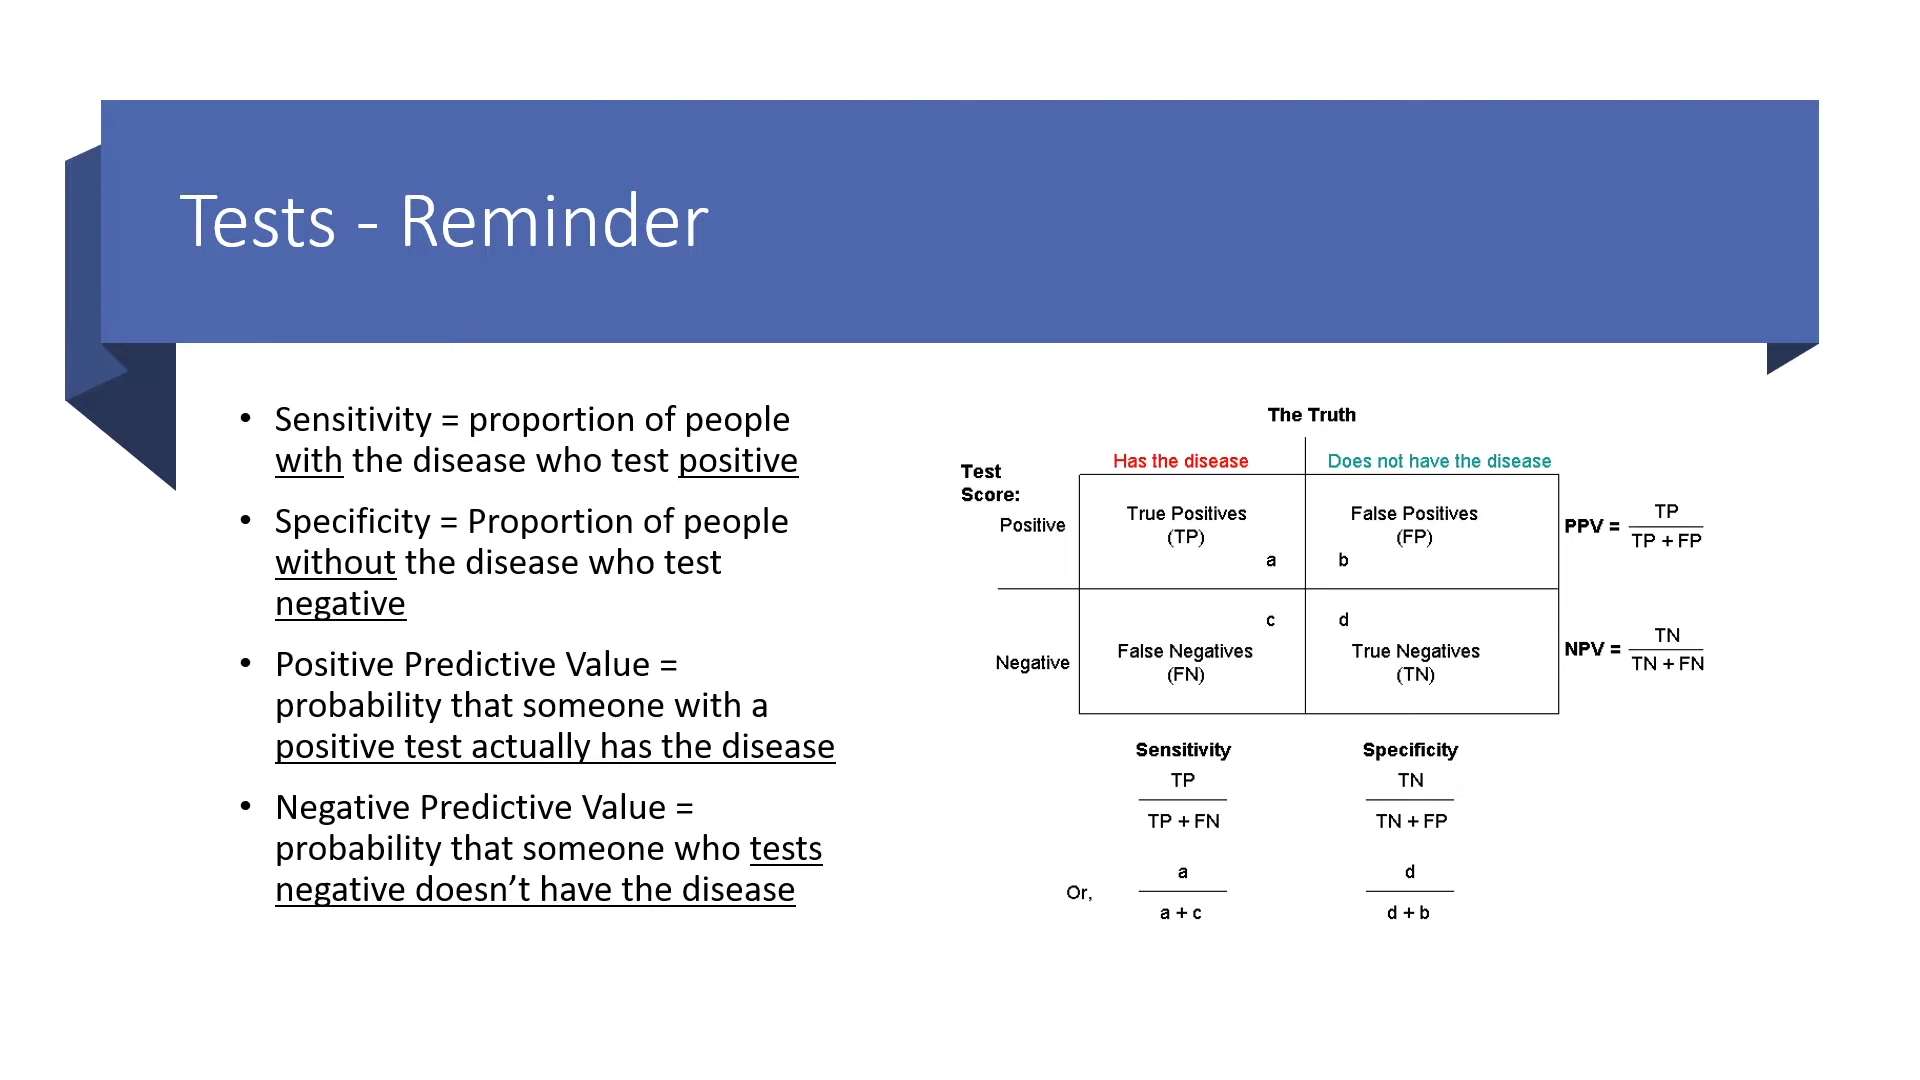 Tests - Reminder
• Sensitivity = proportion of people
with the disease who test positive
• Specificity = Proportion of people
without the disease who test
negative
• Positive Predictive Value =
probability that someone with a
positive test actually has the disease
• Negative Predictive Value =
probability that someone who tests
negative doesn’t have the disease
The Truth
Has the disease
Does not have the disease
Test
Score:
Positive
True Positives
(TP)
a
False Positives
(FP)
b
PPV =
TP
TP + FP
Negative
c
False Negatives
(FN)
d
True Negatives
(TN)
NPV =
TN
TN + FN
Sensitivity
TP
TP + FN
Specificity
TN
TN + FP
Or,
a
a + c
d
d + b